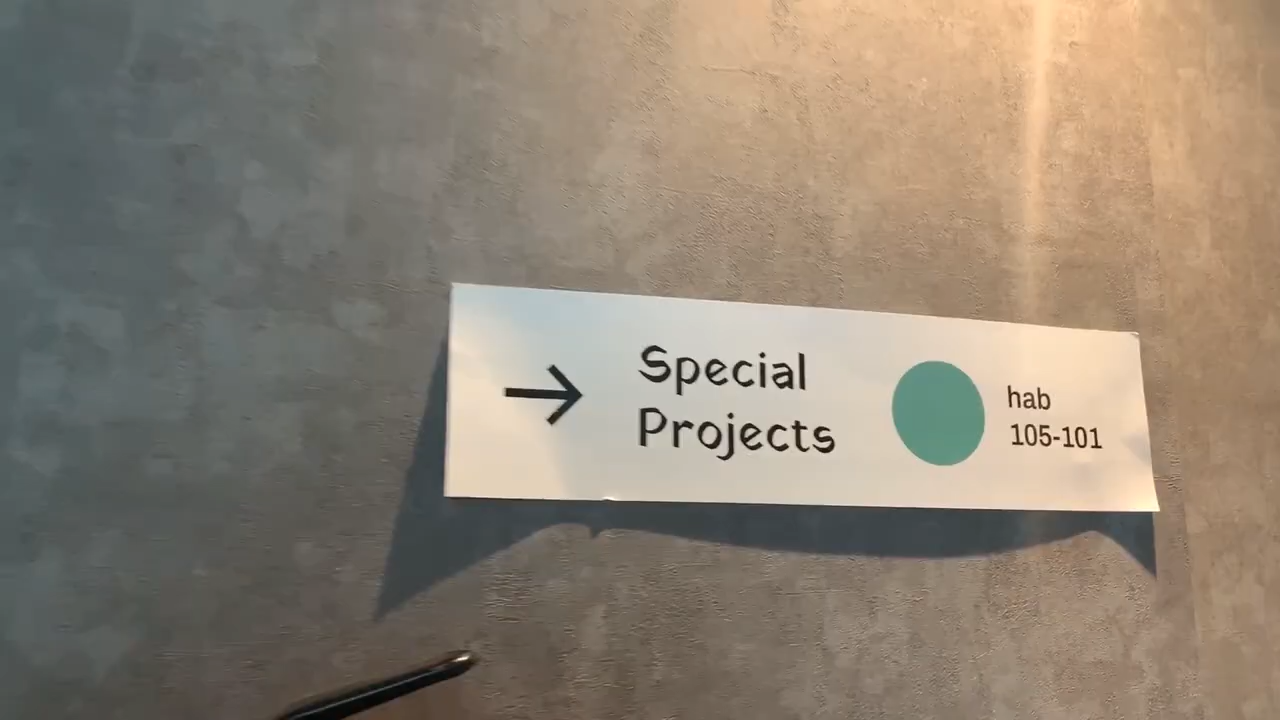 → Special
Projects
hab
105-101